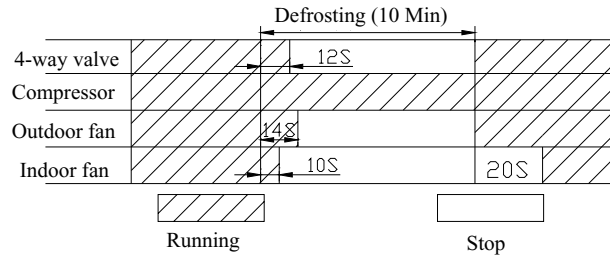 Defrosting (10 Min)
4-way valve 12S
Compressor
Outdoor fan 14S
Indoor fan 10S 20S
Running Stop